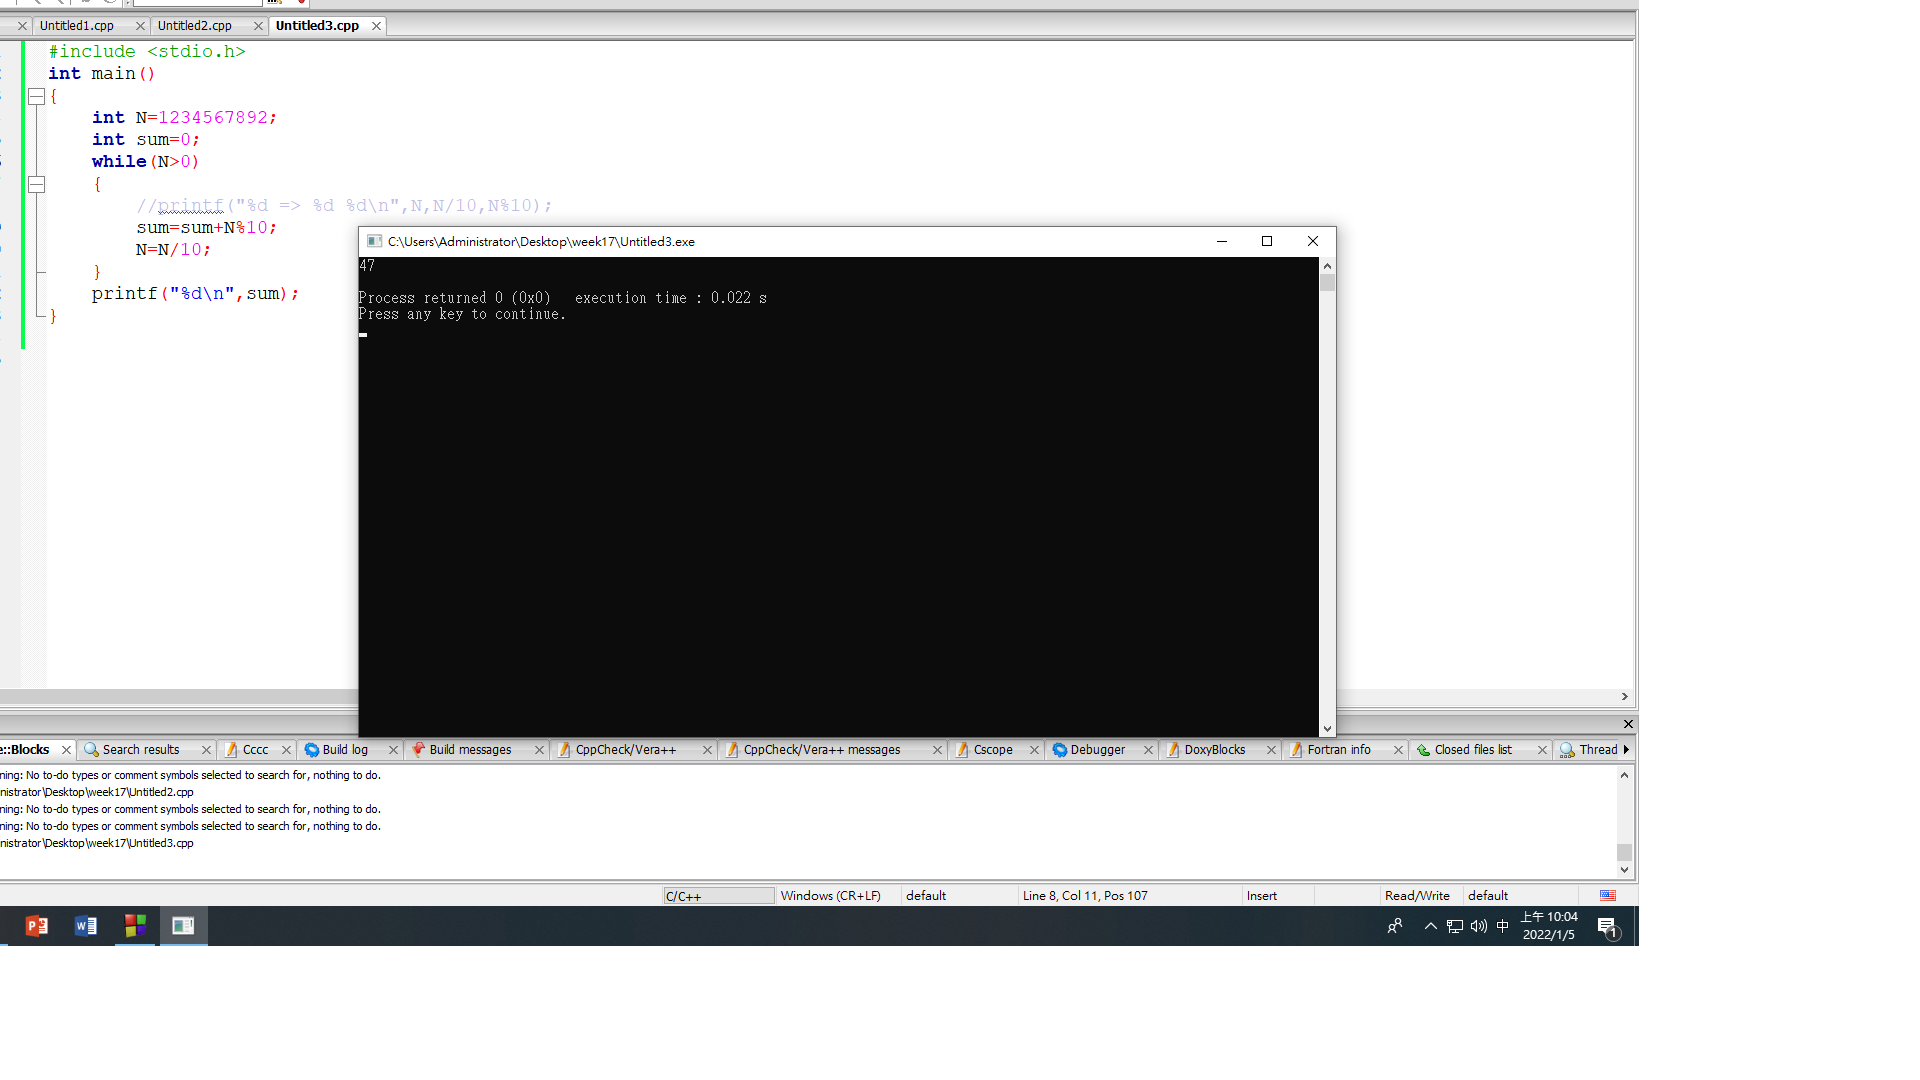 Untitled1.cpp Untitled2.cpp Untitled3.cpp
#include <stdio.h>
int main()
{
int N=1234567892;
int sum=0;
while(N>0)
{
//printf("%d => %d %d\n",N,N/10,N%10);
sum=sum+N%10;
N=N/10;
}
printf("%d\n",sum);
}
C:\Users\Administrator\Desktop\week17\Untitled3.exe
47
Process returned 0 (0x0) execution time : 0.022 s
Press any key to continue.
e::Blocks Search results Cccc Build log Build messages CppCheck/Vera++ CppCheck/Vera++ messages Cscope Debugger DoxyBlocks Fortran info Closed files list Thread
ning: No to-do types or comment symbols selected to search for, nothing to do.
nistrator\Desktop\week17\Untitled2.cpp
ning: No to-do types or comment symbols selected to search for, nothing to do.
ning: No to-do types or comment symbols selected to search for, nothing to do.
nistrator\Desktop\week17\Untitled3.cpp
C/C++ Windows (CR+LF) default Line 8, Col 11, Pos 107 Insert Read/Write default
中 上午 10:04
2022/1/5
1